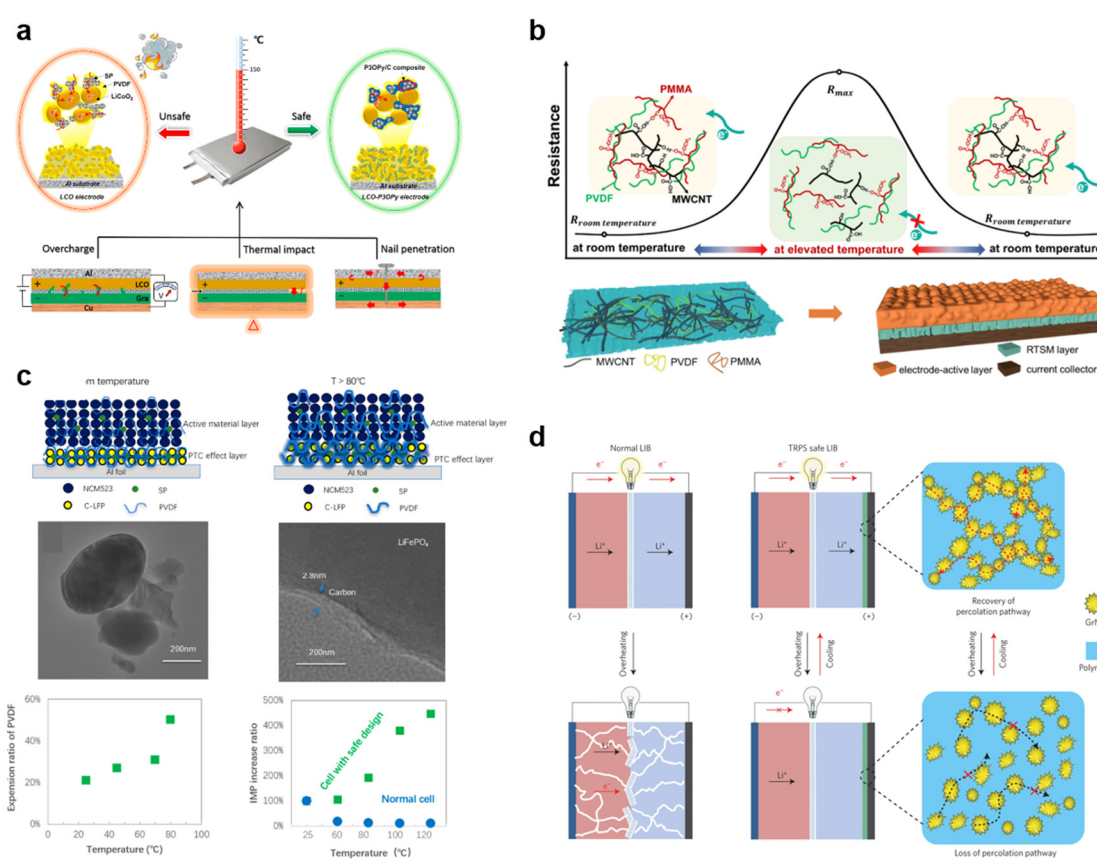 a
°C
150
SP
PVDF
LiCoO₂
Al substrate
LCO electrode
Unsafe
Safe
P3OPy/C composite
Al substrate
LCO-P3OPy electrode
Overcharge
Thermal impact
Nail penetration
Al
+
LCO
−
Gra
Cu
V
+
−
+
−
b
Resistance
PMMA
PVDF
MWCNT
e⁻
R room temperature
R max
e⁻
e⁻
R room temperature
at room temperature
at elevated temperature
at room temperature
MWCNT
PVDF
PMMA
RTSM layer
electrode-active layer
current collector
c
m temperature
Active material layer
PTC effect layer
Al foil
NCM523
SP
C-LFP
PVDF
T > 80℃
Active material layer
PTC effect layer
Al foil
NCM523
SP
C-LFP
PVDF
200nm
LiFePO₄
2.8nm
Carbon
200nm
Expension ratio of PVDF
60%
40%
20%
0%
0
20
40
60
80
100
Temperature (℃)
IMP increase ratio
500%
400%
300%
200%
100%
0%
25
60
80
100
120
Cell with safe design
Normal cell
Temperature (℃)
d
Normal LIB
e⁻
e⁻
Li⁺
Li⁺
(−)
(+)
TRPS safe LIB
e⁻
e⁻
Li⁺
Li⁺
(−)
(+)
Recovery of
percolation pathway
Overheating
Overheating
Cooling
Overheating
Cooling
Li⁺
e⁻
e⁻
Li⁺
Loss of percolation pathway